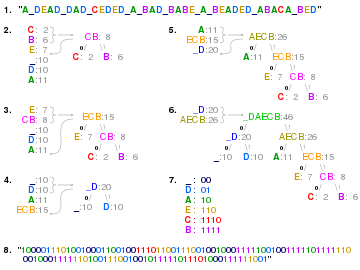 1. "A_DEAD_DAD_CEDED_A_BAD_BABE_A_BEADED_ABACA_BED"
2. C: 2
B: 6
E: 7
_:10
D:10
A:11
CB: 8
0/ \1
C: 2 B: 6
3. E: 7
CB: 8
_:10
D:10
A:11
ECB:15
0/ \1
E: 7 CB: 8
0/ \1
C: 2 B: 6
4. _:10
D:10
A:11
ECB:15
_D:20
0/ \1
_:10 D:10
5. A:11
ECB:15
_D:20
AECB:26
0/ \1
A:11 ECB:15
0/ \1
E: 7 CB: 8
0/ \1
C: 2 B: 6
6. _D:20
AECB:26
_DAECB:46
0/ \1
_D:20 AECB:26
0/ \1 0/ \1
_:10 D:10 A:11 ECB:15
0/ \1
E: 7 CB: 8
0/ \1
C: 2 B: 6
7. _: 00
D: 01
A: 10
E: 110
C: 1110
B: 1111
8. "100001110100100011001001110110011100100100011111001001111101111110
00100011111101001110010010111110111010001111111001"